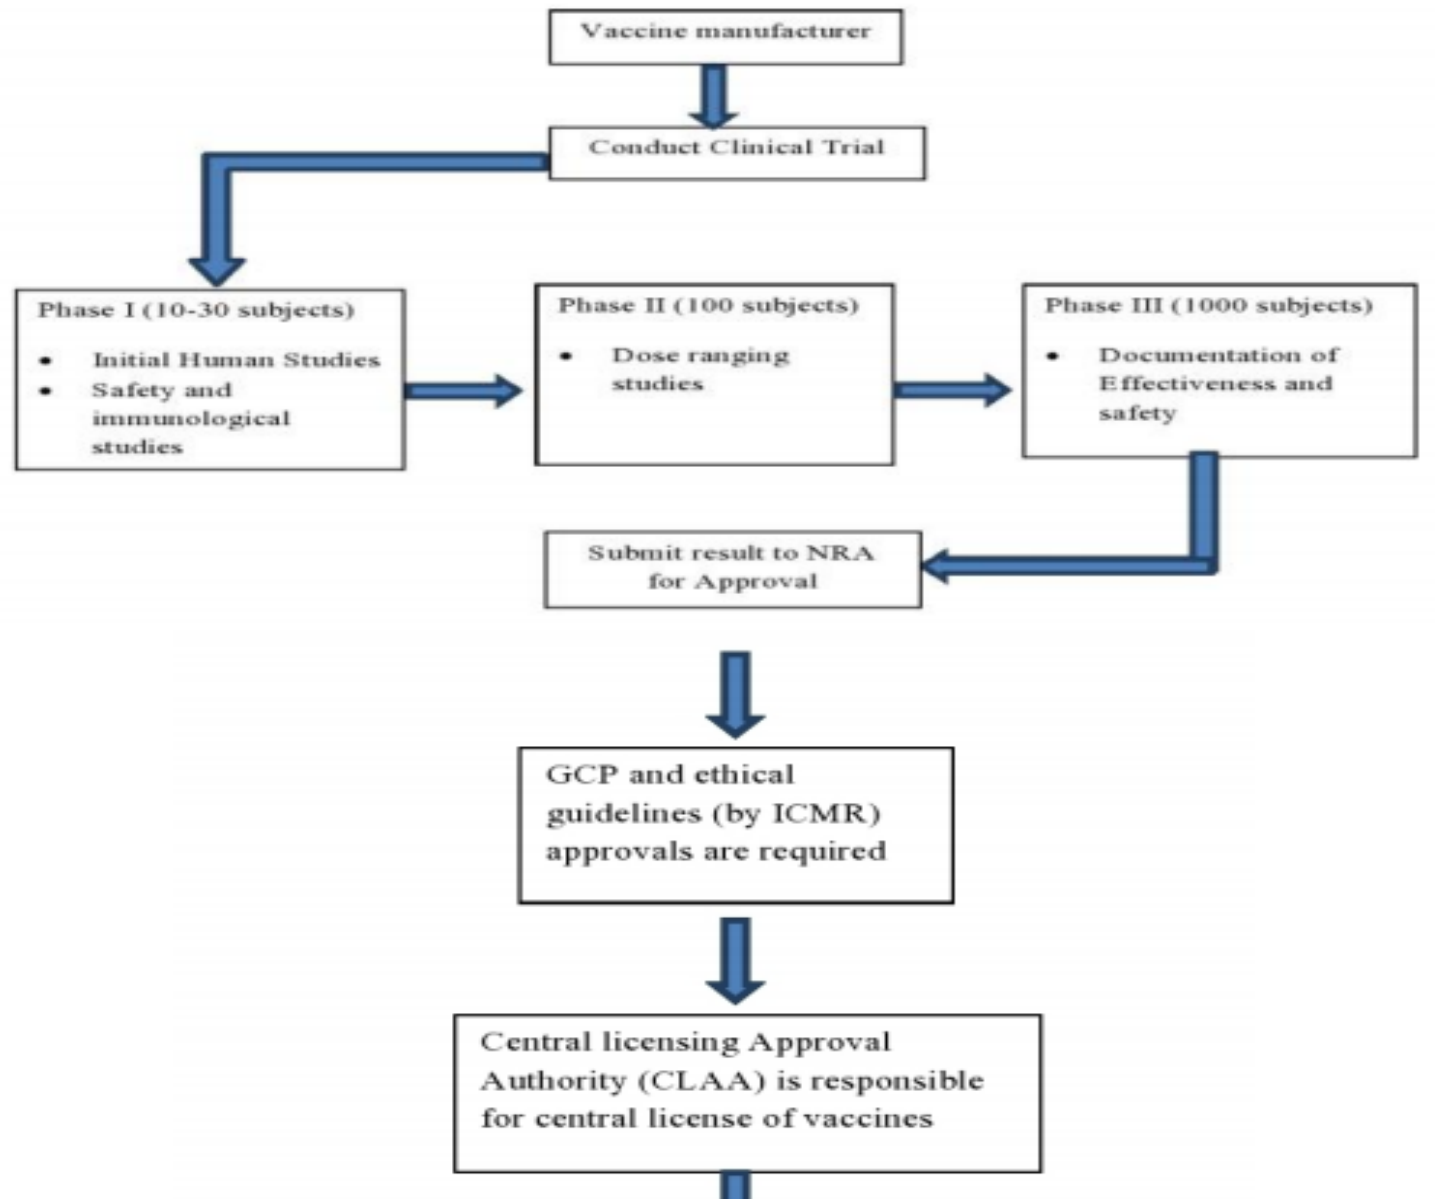 Vaccine manufacturer
Conduct Clinical Trial
Phase I (10-30 subjects)
• Initial Human Studies
• Safety and
immunological
studies
Phase II (100 subjects)
• Dose ranging
studies
Phase III (1000 subjects)
• Documentation of
Effectiveness and
safety
Submit result to NRA
for Approval
GCP and ethical
guidelines (by ICMR)
approvals are required
Central licensing Approval
Authority (CLAA) is responsible
for central license of vaccines